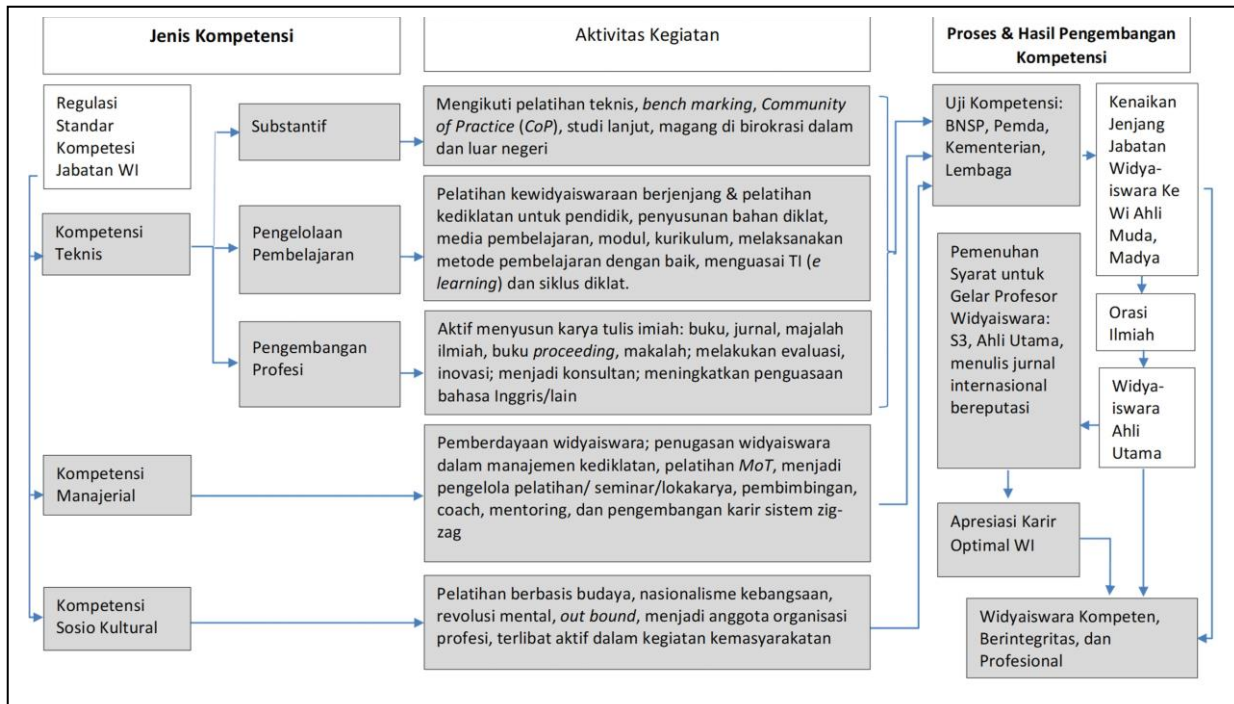 Jenis Kompetensi
Aktivitas Kegiatan
Proses & Hasil Pengembangan
Kompetensi
Regulasi
Standar
Kompetesi
Jabatan WI
Substantif
Mengikuti pelatihan teknis, bench marking, Community
of Practice (CoP), studi lanjut, magang di birokrasi dalam
dan luar negeri
Uji Kompetensi:
BNSP, Pemda,
Kementerian,
Lembaga
Kenaikan
Jenjang
Jabatan
Widya-
iswara Ke
Wi Ahli
Muda,
Madya
Kompetensi
Teknis
Pengelolaan
Pembelajaran
Pelatihan kewidyaiswaraan berjenjang & pelatihan
kediklatan untuk pendidik, penyusunan bahan diklat,
media pembelajaran, modul, kurikulum, melaksanakan
metode pembelajaran dengan baik, menguasai TI (e
learning) dan siklus diklat.
Pemenuhan
Syarat untuk
Gelar Profesor
Widyaiswara:
S3, Ahli Utama,
menulis jurnal
internasional
bereputasi
Orasi
Ilmiah
Pengembangan
Profesi
Aktif menyusun karya tulis imiah: buku, jurnal, majalah
ilmiah, buku proceeding, makalah; melakukan evaluasi,
inovasi; menjadi konsultan; meningkatkan penguasaan
bahasa Inggris/lain
Widya-
iswara
Ahli
Utama
Kompetensi
Manajerial
Pemberdayaan widyaiswara; penugasan widyaiswara
dalam manajemen kediklatan, pelatihan MoT, menjadi
pengelola pelatihan/ seminar/lokakarya, pembimbingan,
coach, mentoring, dan pengembangan karir sistem zig-
zag
Apresiasi Karir
Optimal WI
Kompetensi
Sosio Kultural
Pelatihan berbasis budaya, nasionalisme kebangsaan,
revolusi mental, out bound, menjadi anggota organisasi
profesi, terlibat aktif dalam kegiatan kemasyarakatan
Widyaiswara Kompeten,
Berintegritas, dan
Profesional